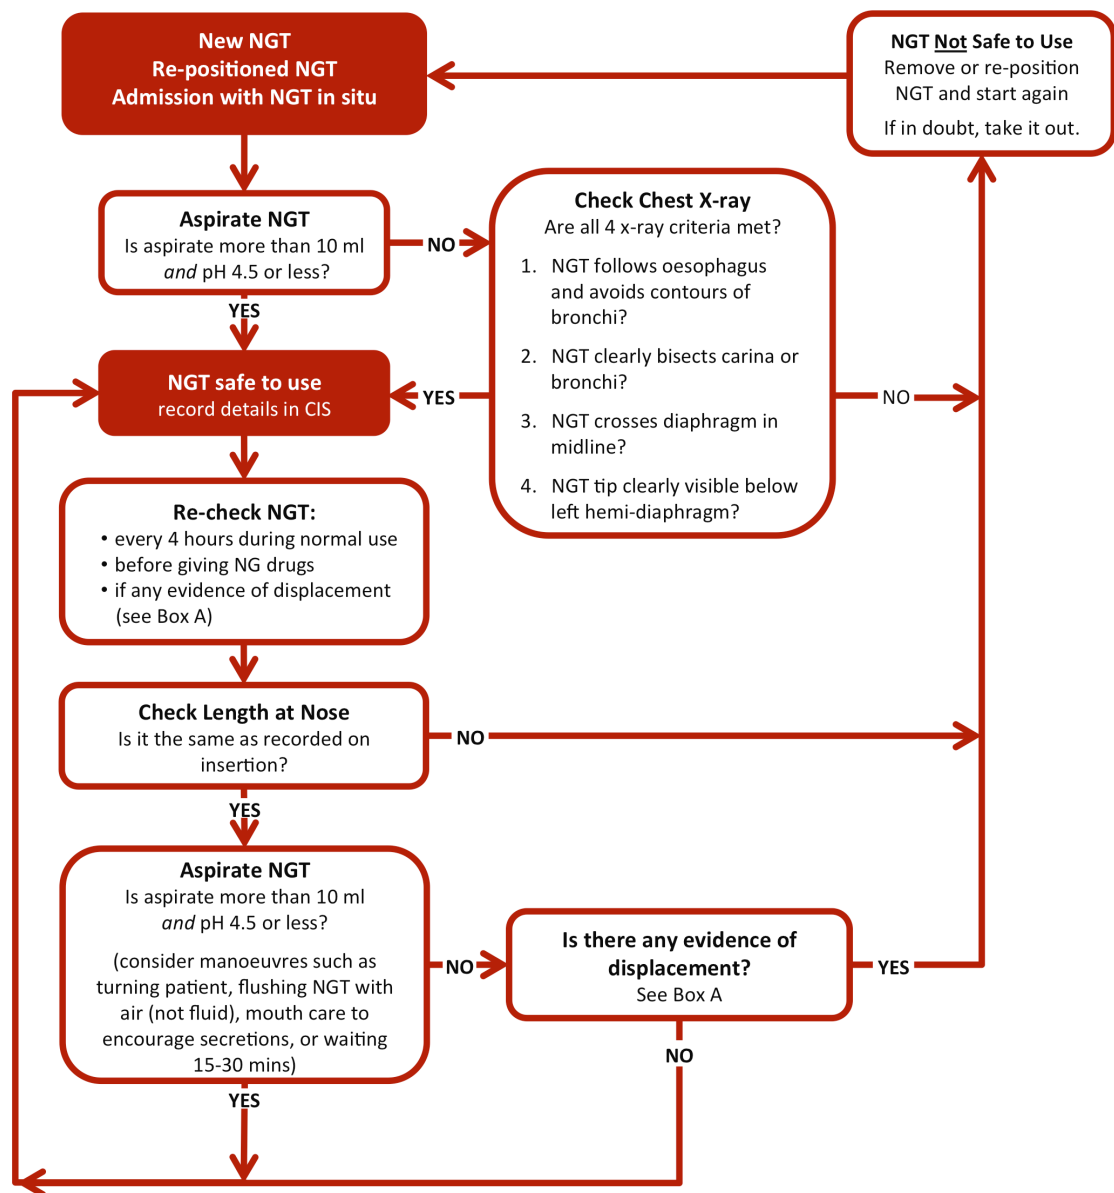 New NGT
Re-positioned NGT
Admission with NGT in situ
NGT Not Safe to Use
Remove or re-position
NGT and start again
If in doubt, take it out.
Aspirate NGT
Is aspirate more than 10 ml
and pH 4.5 or less?
NO
YES
Check Chest X-ray
Are all 4 x-ray criteria met?
1. NGT follows oesophagus
and avoids contours of
bronchi?
2. NGT clearly bisects carina or
bronchi?
3. NGT crosses diaphragm in
midline?
4. NGT tip clearly visible below
left hemi-diaphragm?
YES
NO
NGT safe to use
record details in CIS
Re-check NGT:
• every 4 hours during normal use
• before giving NG drugs
• if any evidence of displacement
(see Box A)
Check Length at Nose
Is it the same as recorded on
insertion?
NO
YES
Aspirate NGT
Is aspirate more than 10 ml
and pH 4.5 or less?
(consider manoeuvres such as
turning patient, flushing NGT with
air (not fluid), mouth care to
encourage secretions, or waiting
15-30 mins)
NO
YES
Is there any evidence of
displacement?
See Box A
YES
NO